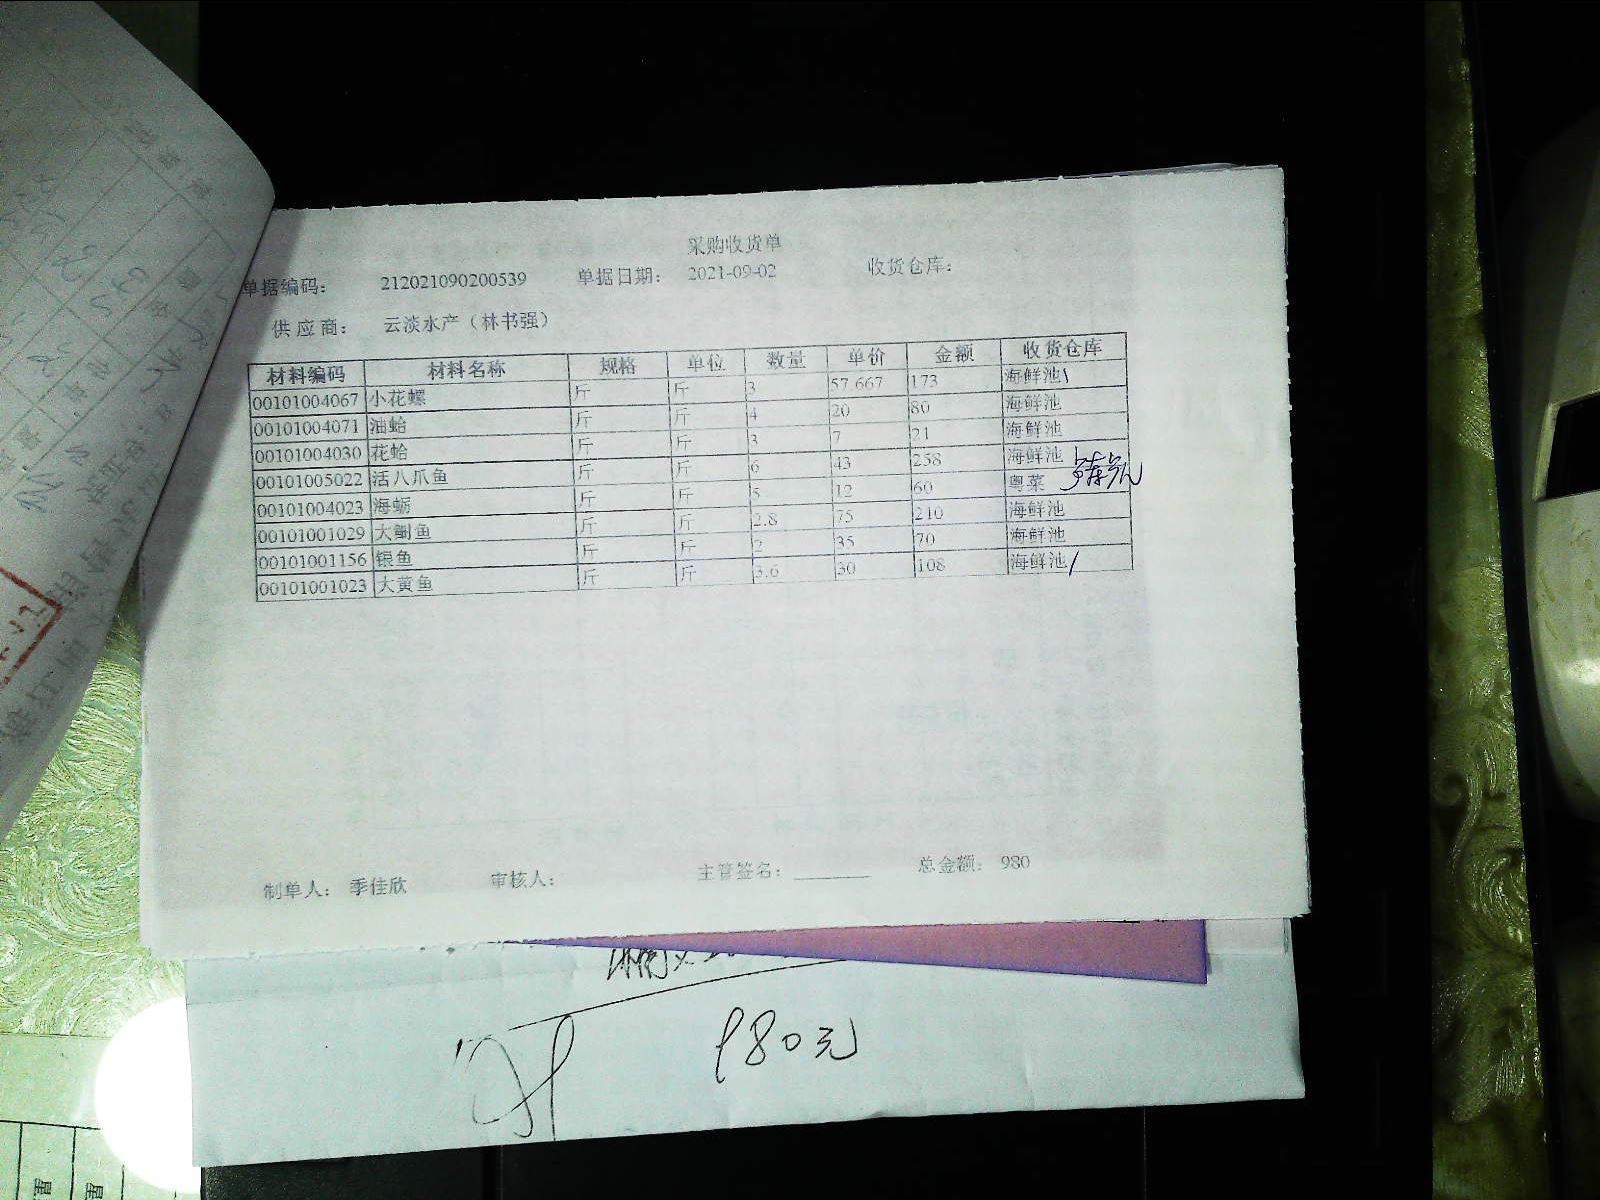 采购收货单
单据编码： 212021090200539 单据日期： 2021-09-02 收货仓库：
供应商： 云淡水产（林书强）
材料编码 材料名称 规格 单位 数量 单价 金额 收货仓库
00101004067 小花螺 斤 斤 3 57.667 173 海鲜池
00101004071 油蛤 斤 斤 4 20 80 海鲜池
00101004030 花蛤 斤 斤 3 7 21 海鲜池
00101005022 活八爪鱼 斤 斤 6 43 258 海鲜池
00101004023 海蛎 斤 斤 5 12 60 粤菜
00101001029 大鲥鱼 斤 斤 2.8 75 210 海鲜池
00101001156 银鱼 斤 斤 2 35 70 海鲜池
00101001023 大黄鱼 斤 斤 3.6 30 108 海鲜池
制单人： 季佳欣 审核人： 主管签名： 总金额： 980
980元